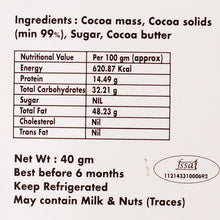 Ingredients : Cocoa mass, Cocoa solids
(min 99%), Sugar, Cocoa butter
Nutritional Value Per 100 gm (approx)
Energy 620.87 Kcal
Protein 14.49 g
Total Carbohydrates 32.21 g
Sugar NIL
Total Fat 48.23 g
Cholesterol NIL
Trans Fat NIL
Net Wt : 40 gm
Best before 6 months
Keep Refrigerated
May contain Milk & Nuts (Traces)
fssai
11214331000692